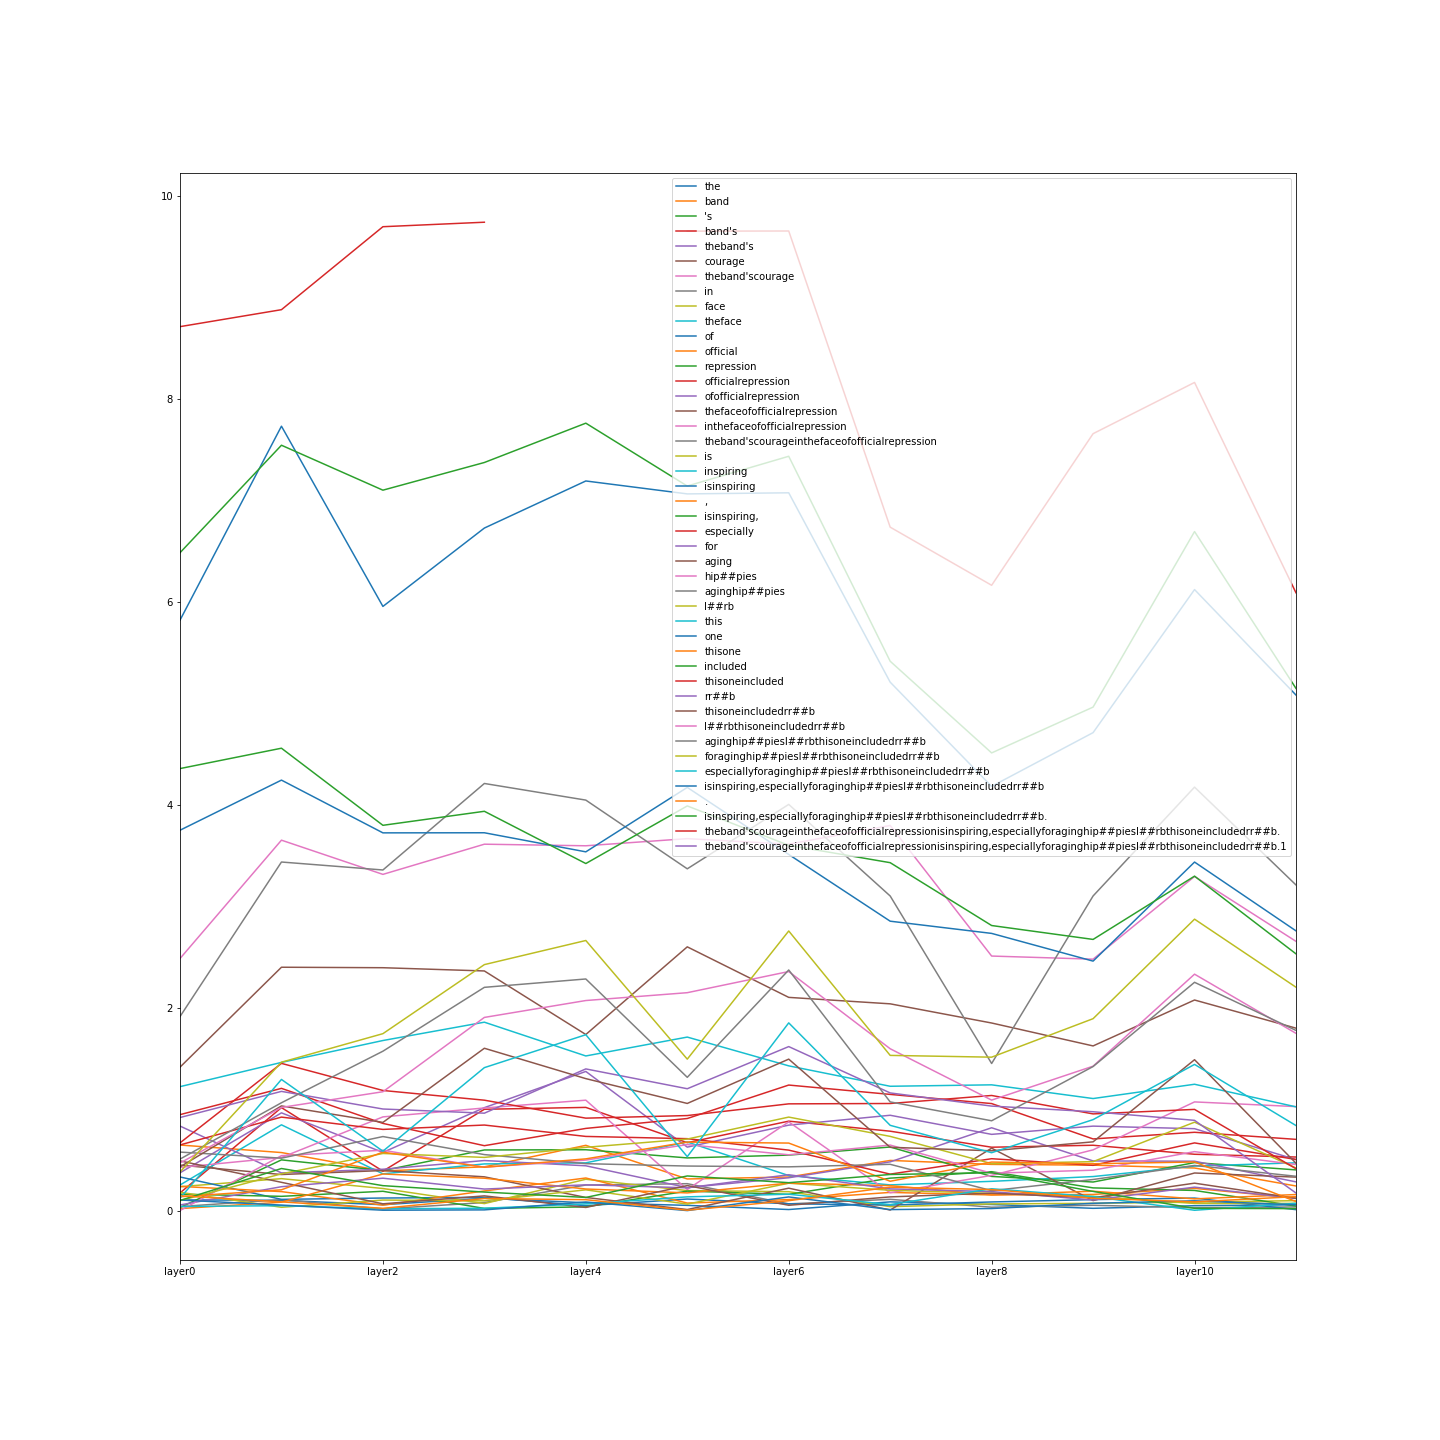 10
8
6
4
2
0
layer0
layer2
layer4
layer6
layer8
layer10
the
band
's
band's
theband's
courage
theband'scourage
in
face
theface
of
official
repression
officialrepression
ofofficialrepression
thefaceofofficialrepression
inthefaceofofficialrepression
theband'scourageinthefaceofofficialrepression
is
inspiring
isinspiring
,
isinspiring,
especially
for
aging
hip##pies
aginghip##pies
l##rb
this
one
thisone
included
thisoneincluded
rr##b
thisoneincludedrr##b
l##rbthisoneincludedrr##b
aginghip##piesl##rbthisoneincludedrr##b
foraginghip##piesl##rbthisoneincludedrr##b
especiallyforaginghip##piesl##rbthisoneincludedrr##b
isinspiring,especiallyforaginghip##piesl##rbthisoneincludedrr##b
.
isinspiring,especiallyforaginghip##piesl##rbthisoneincludedrr##b.
theband'scourageinthefaceofofficialrepressionisinspiring,especiallyforaginghip##piesl##rbthisoneincludedrr##b.
theband'scourageinthefaceofofficialrepressionisinspiring,especiallyforaginghip##piesl##rbthisoneincludedrr##b.1